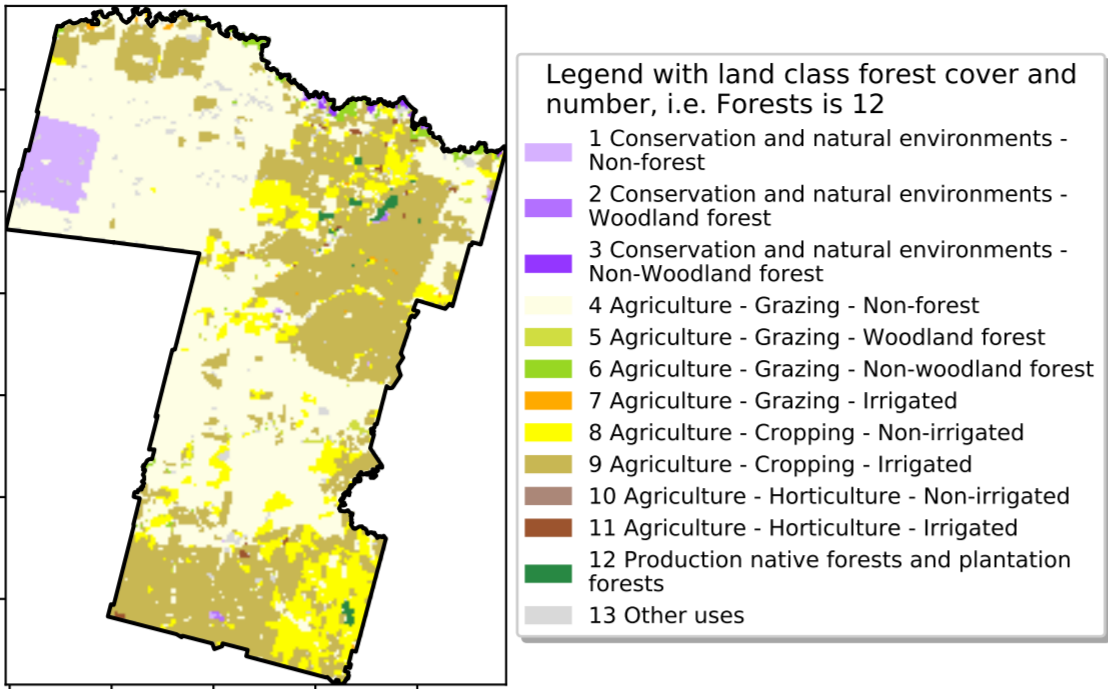 Legend with land class forest cover and
number, i.e. Forests is 12
1 Conservation and natural environments -
Non-forest
2 Conservation and natural environments -
Woodland forest
3 Conservation and natural environments -
Non-Woodland forest
4 Agriculture - Grazing - Non-forest
5 Agriculture - Grazing - Woodland forest
6 Agriculture - Grazing - Non-woodland forest
7 Agriculture - Grazing - Irrigated
8 Agriculture - Cropping - Non-irrigated
9 Agriculture - Cropping - Irrigated
10 Agriculture - Horticulture - Non-irrigated
11 Agriculture - Horticulture - Irrigated
12 Production native forests and plantation
forests
13 Other uses